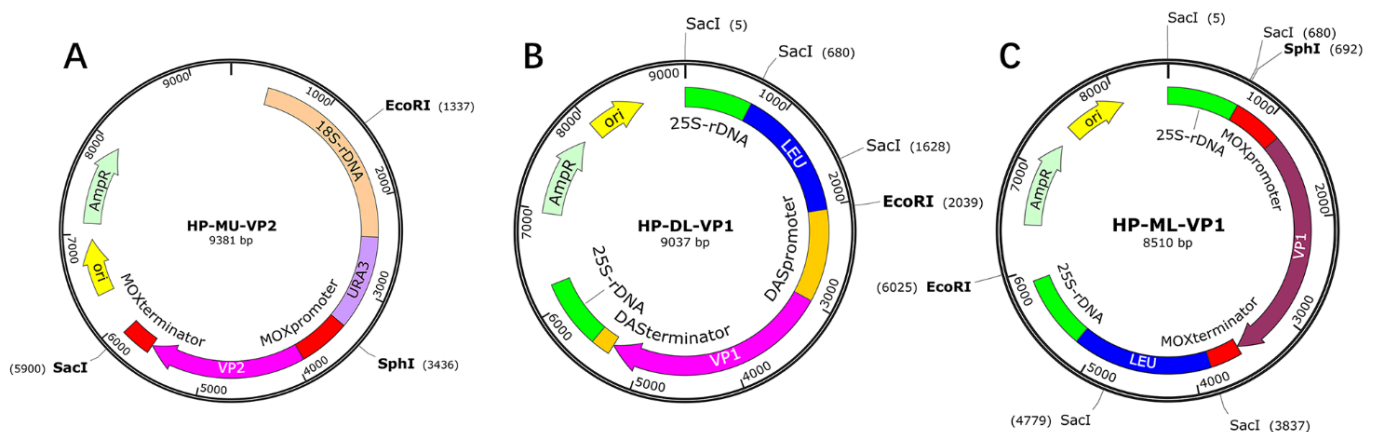 A
9000
1000
EcoRI (1337)
18S-rDNA
2000
8000
AmpR
HP-MU-VP2
9381 bp
7000
ori
URA3
3000
MOXterminator
MOXpromoter
6000
(5900) SacI
VP2
SphI (3436)
4000
5000
B
SacI (5)
SacI (680)
9000
1000
8000
ori
25S-rDNA
LEU
SacI (1628)
AmpR
2000
EcoRI (2039)
HP-DL-VP1
9037 bp
7000
DASpromoter
25S-rDNA
3000
6000
DASterminator
VP1
5000
4000
C
SacI (5)
SacI (680)
SphI (692)
8000
1000
ori
25S-rDNA
MOXpromoter
7000
AmpR
2000
HP-ML-VP1
8510 bp
VP1
(6025) EcoRI
6000
25S-rDNA
MOXterminator
3000
LEU
5000
4000
(4779) SacI
SacI (3837)